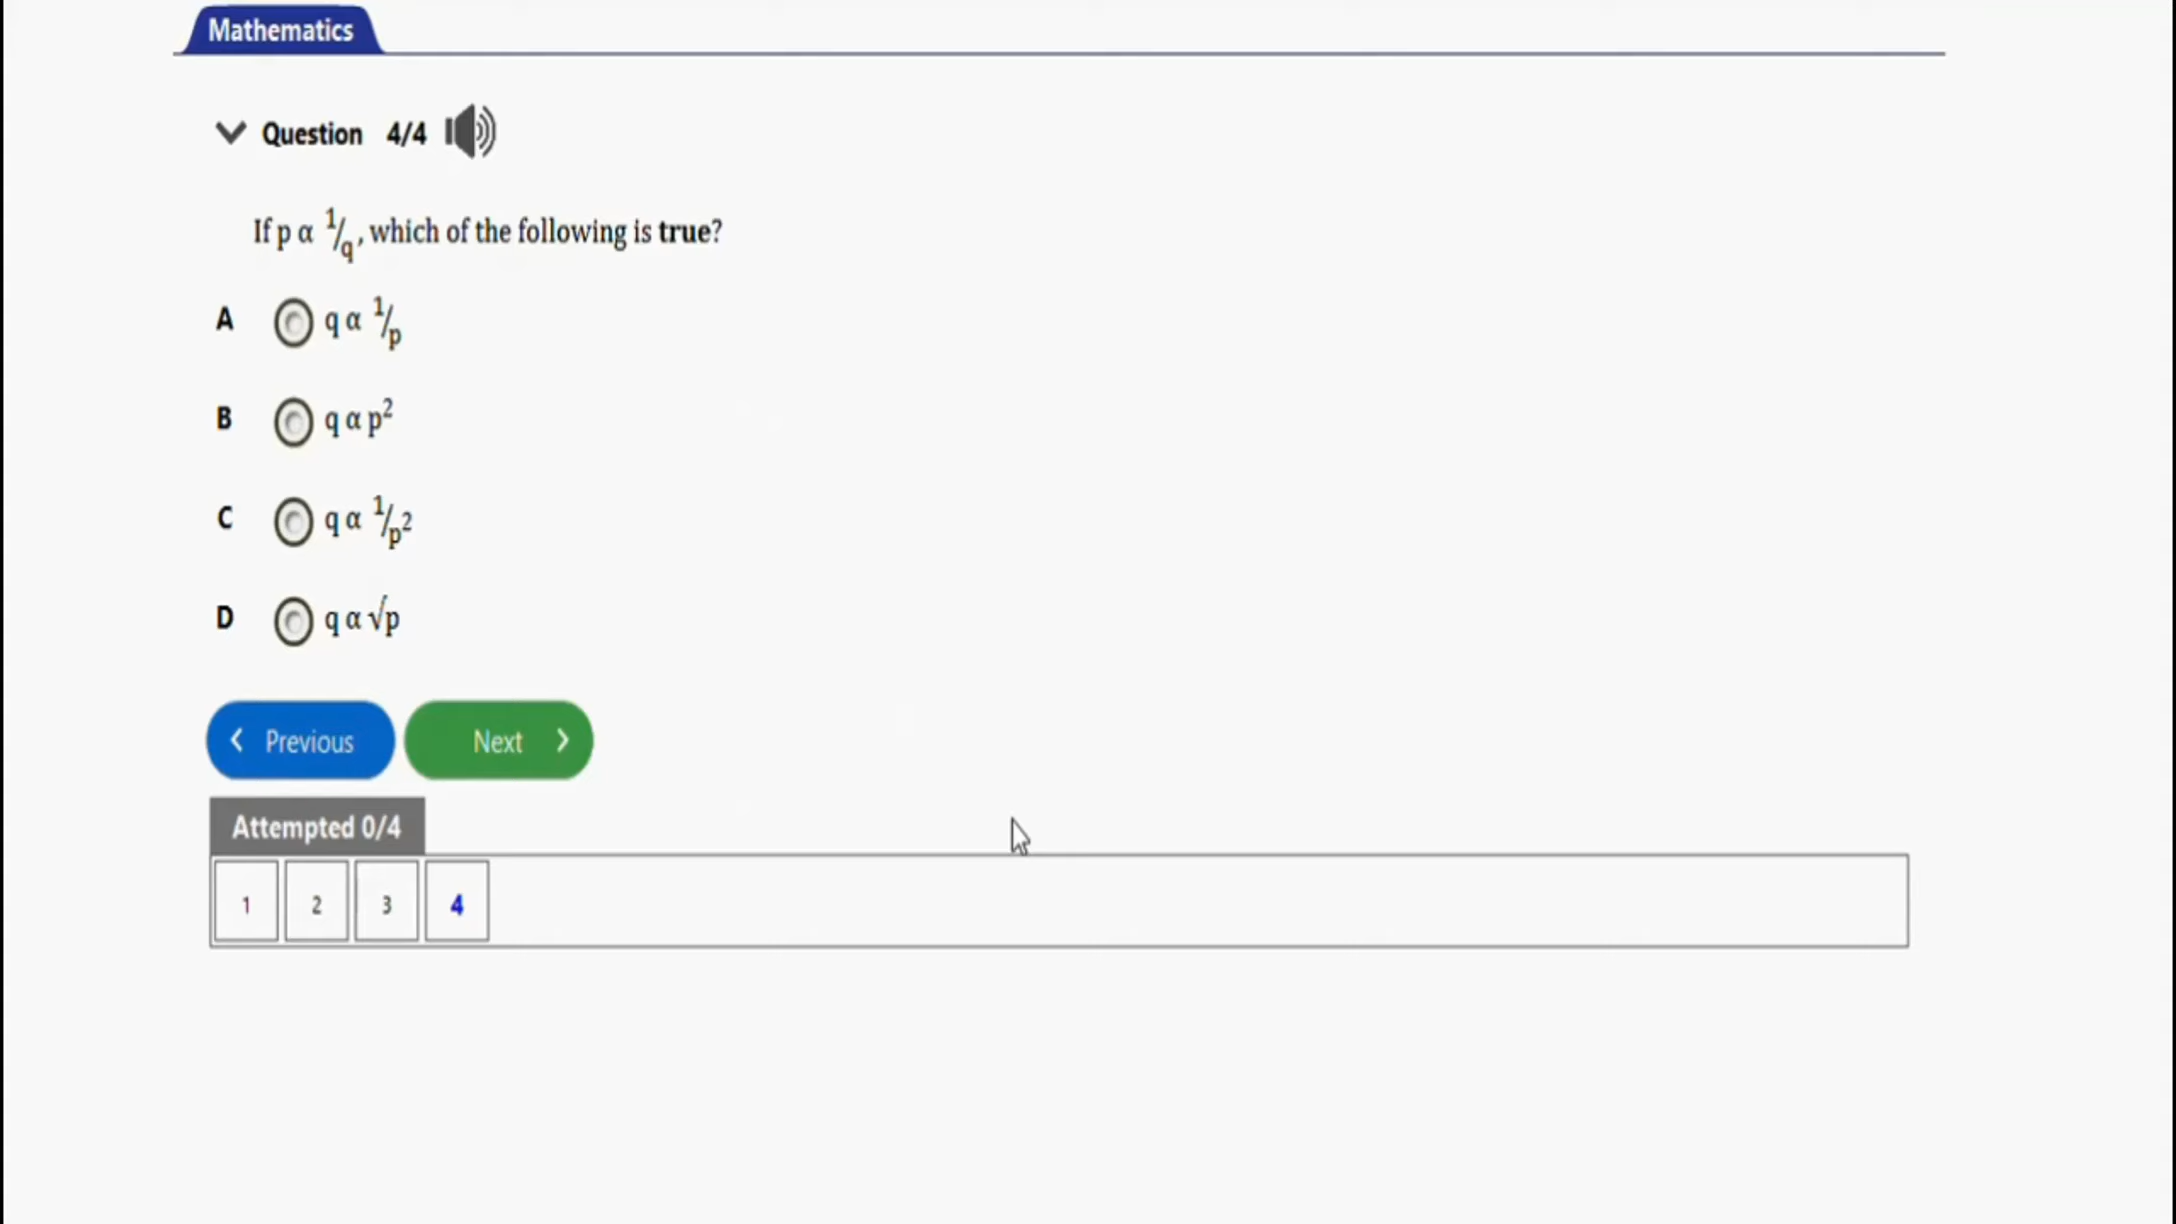 Mathematics
Question 4/4
If p α 1/q, which of the following is true?
A q α 1/p
B q α p²
C q α 1/p²
D q α √p
Previous Next
Attempted 0/4
1 2 3 4